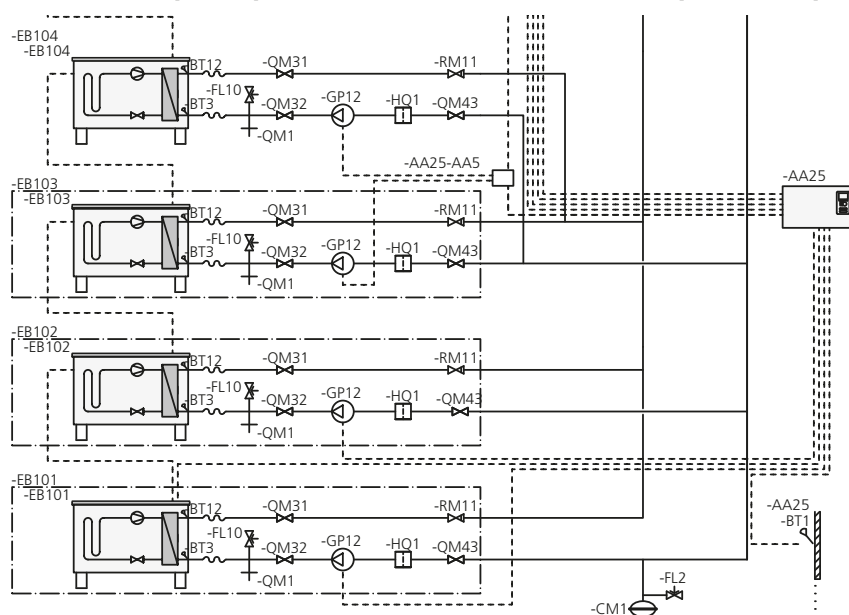 -EB104
-EB104
-BT12
-QM31
-RM11
-FL10
-BT3
-QM32
-GP12
-HQ1
-QM43
-QM1
-AA25-AA5
-AA25
-EB103
-EB103
-BT12
-QM31
-RM11
-FL10
-BT3
-QM32
-GP12
-HQ1
-QM43
-QM1
-EB102
-EB102
-BT12
-QM31
-RM11
-FL10
-BT3
-QM32
-GP12
-HQ1
-QM43
-QM1
-EB101
-EB101
-BT12
-QM31
-RM11
-AA25
-BT1
-FL10
-BT3
-QM32
-GP12
-HQ1
-QM43
-QM1
-FL2
-CM1